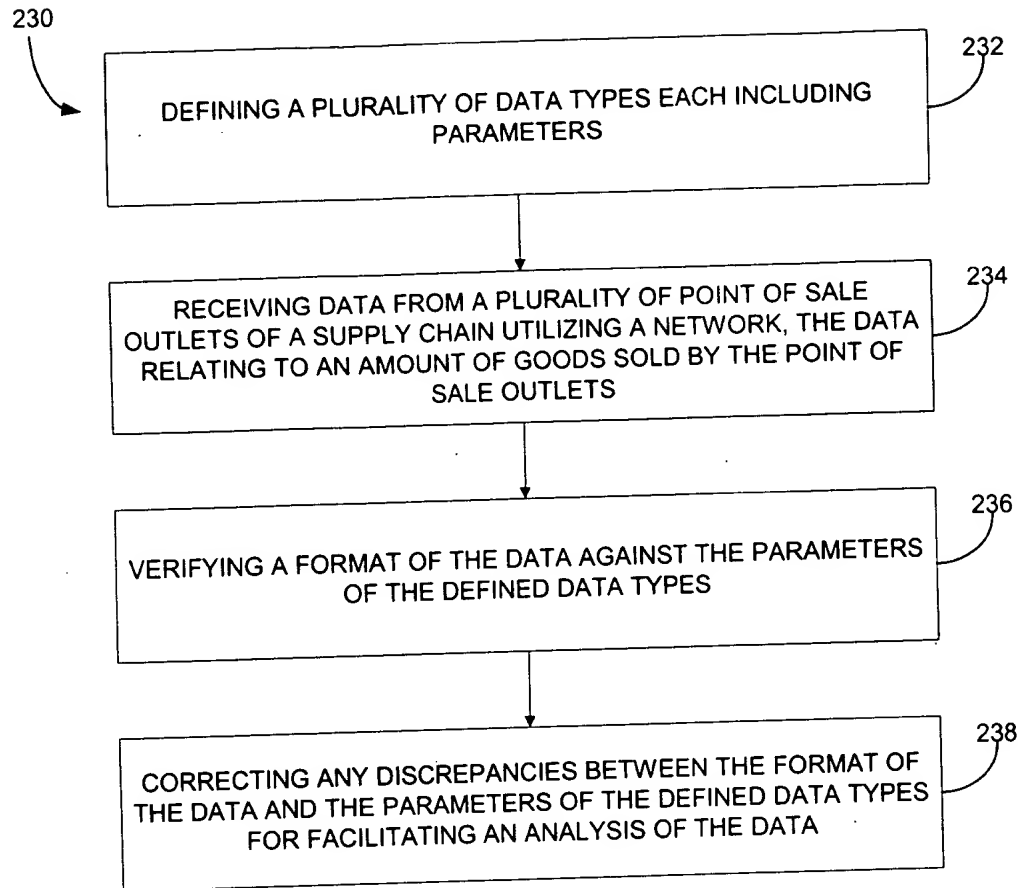 230
232
DEFINING A PLURALITY OF DATA TYPES EACH INCLUDING
PARAMETERS
234
RECEIVING DATA FROM A PLURALITY OF POINT OF SALE
OUTLETS OF A SUPPLY CHAIN UTILIZING A NETWORK, THE DATA
RELATING TO AN AMOUNT OF GOODS SOLD BY THE POINT OF
SALE OUTLETS
236
VERIFYING A FORMAT OF THE DATA AGAINST THE PARAMETERS
OF THE DEFINED DATA TYPES
238
CORRECTING ANY DISCREPANCIES BETWEEN THE FORMAT OF
THE DATA AND THE PARAMETERS OF THE DEFINED DATA TYPES
FOR FACILITATING AN ANALYSIS OF THE DATA